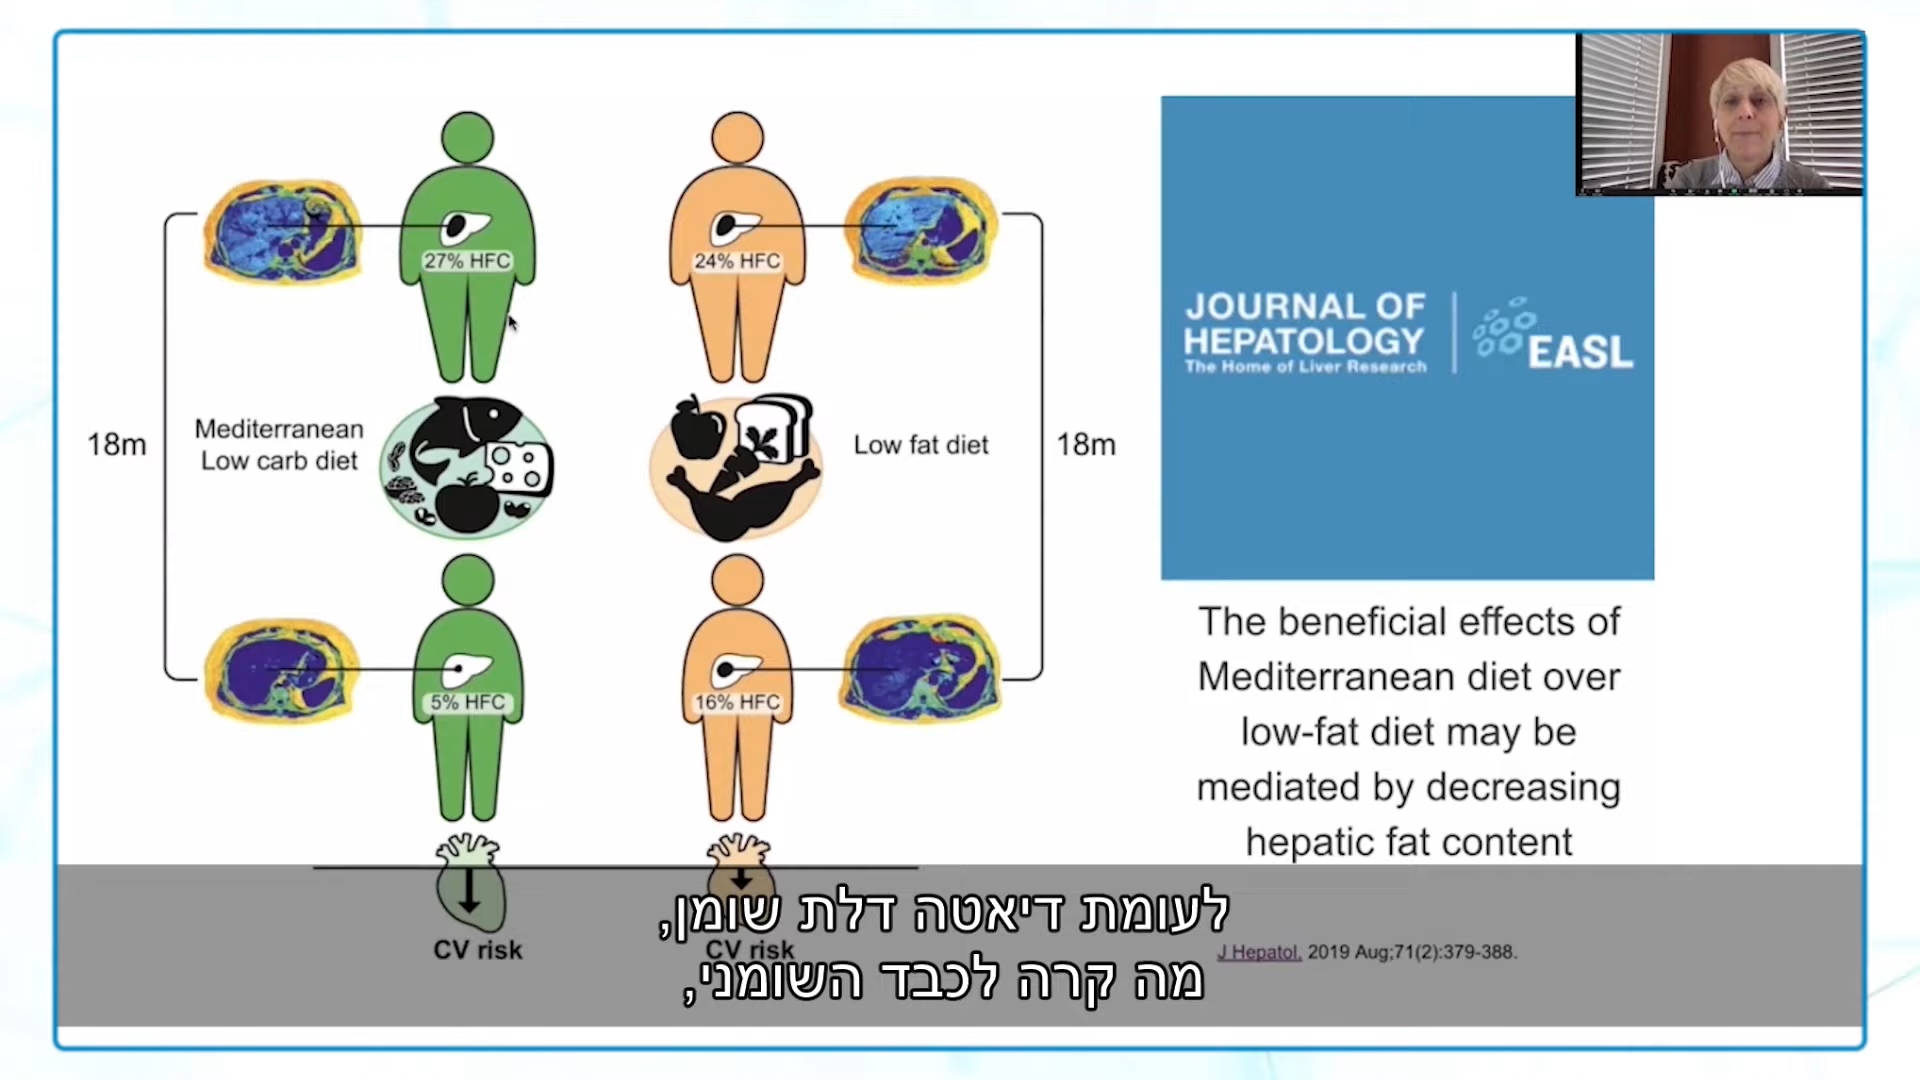 27% HFC
24% HFC
JOURNAL OF
HEPATOLOGY
The Home of Liver Research
EASL
18m
Mediterranean
Low carb diet
Low fat diet
18m
5% HFC
16% HFC
The beneficial effects of
Mediterranean diet over
low-fat diet may be
mediated by decreasing
hepatic fat content
CV risk
CV risk
J Hepatol. 2019 Aug;71(2):379-388.
לעומת דיאטה דלת שומן,
מה קרה לכבד השומני,